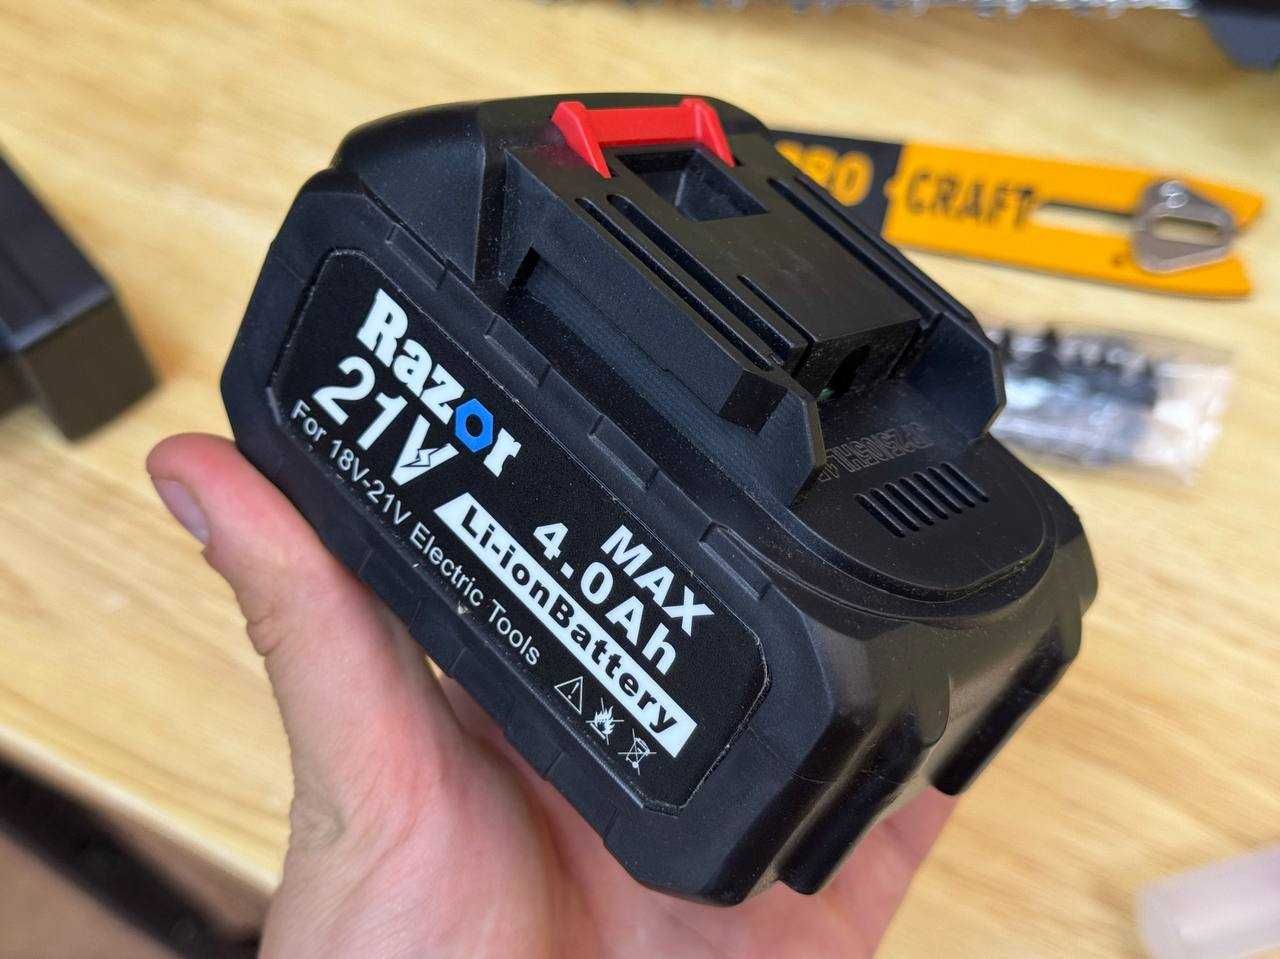 Razor
21V
For 18V-21V Electric Tools
MAX
4.0Ah
Li-ionBattery
CRAFT